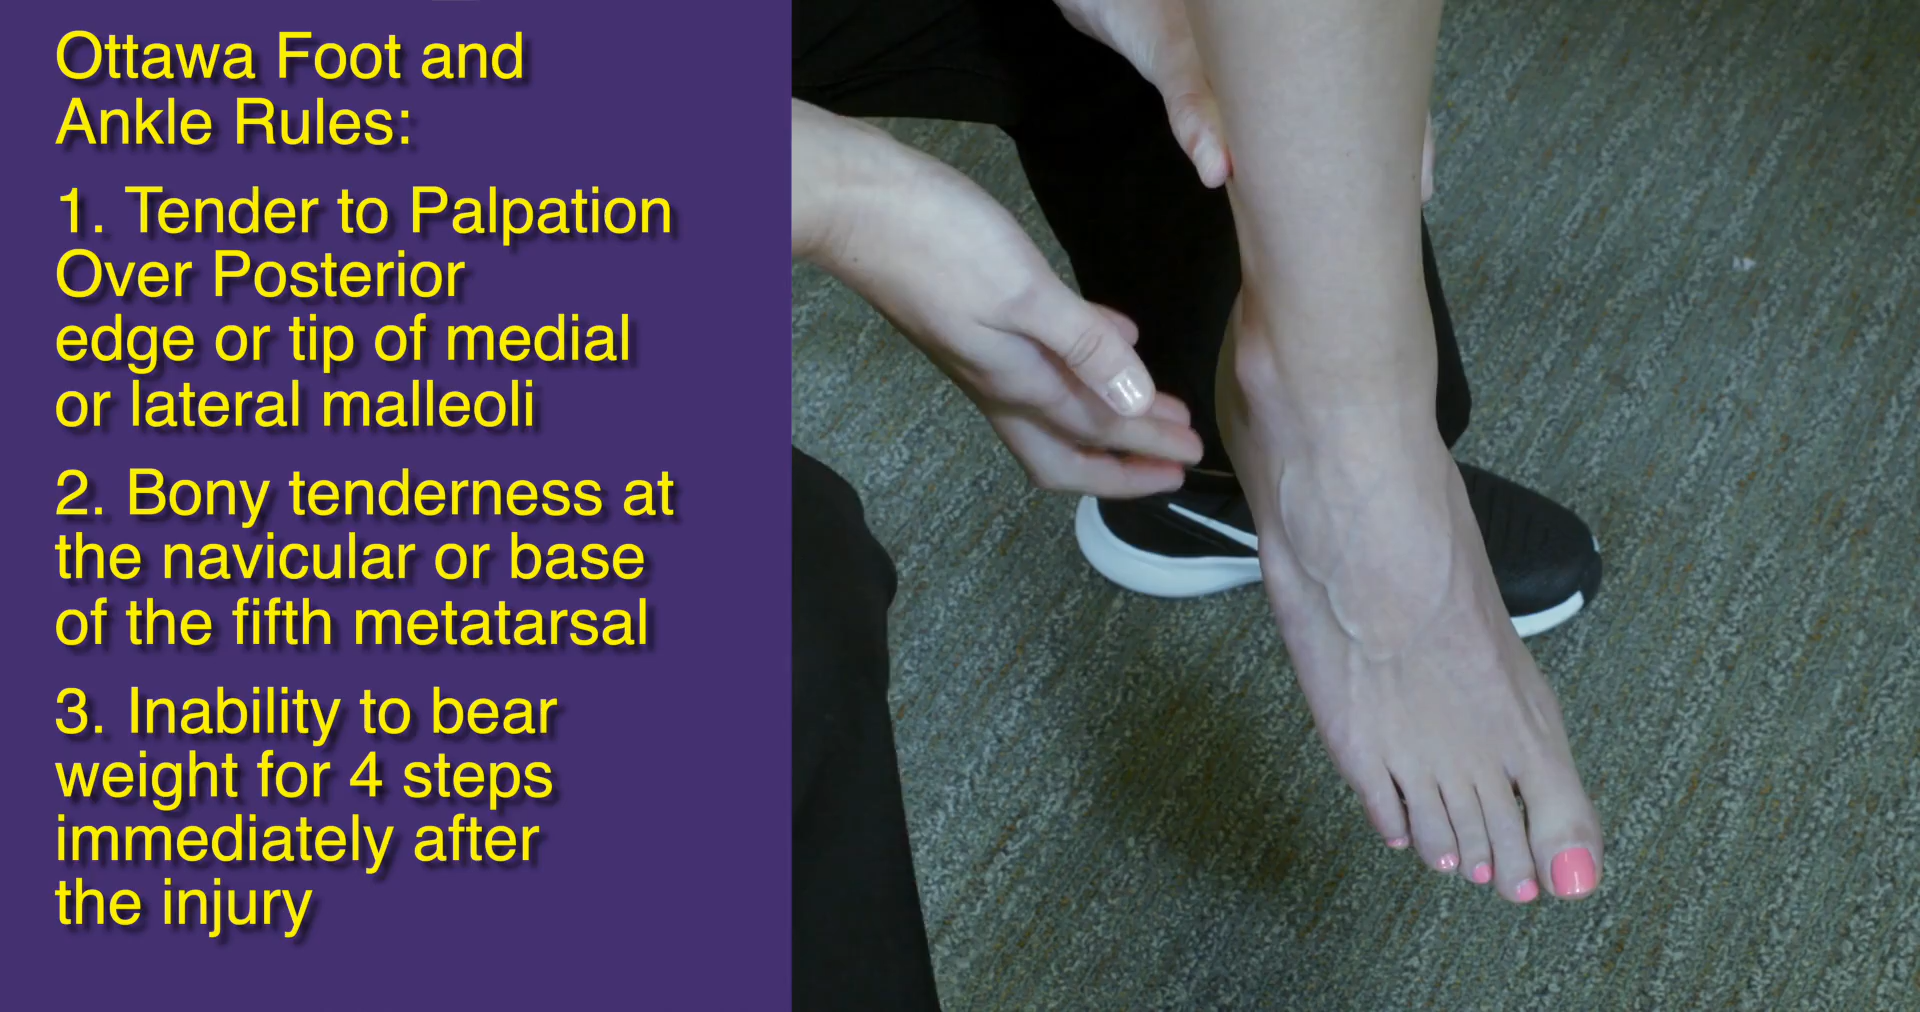 Ottawa Foot and
Ankle Rules:
1. Tender to Palpation
Over Posterior
edge or tip of medial
or lateral malleoli
2. Bony tenderness at
the navicular or base
of the fifth metatarsal
3. Inability to bear
weight for 4 steps
immediately after
the injury